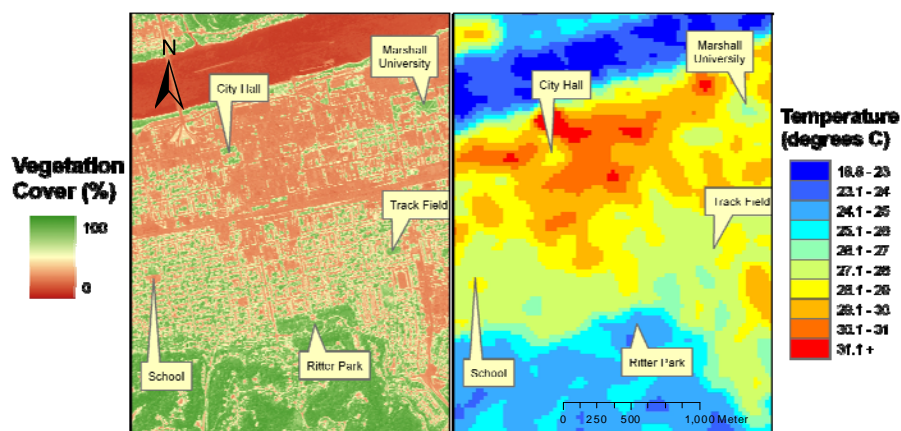 Vegetation
Cover (%)
100
0
N
City Hall
Marshall
University
Track Field
School
Ritter Park
Marshall
University
City Hall
Track Field
School
Ritter Park
0 250 500 1,000 Meter
Temperature
(degrees C)
18.8 - 23
23.1 - 24
24.1 - 25
25.1 - 26
26.1 - 27
27.1 - 28
28.1 - 29
29.1 - 30
30.1 - 31
31.1 +